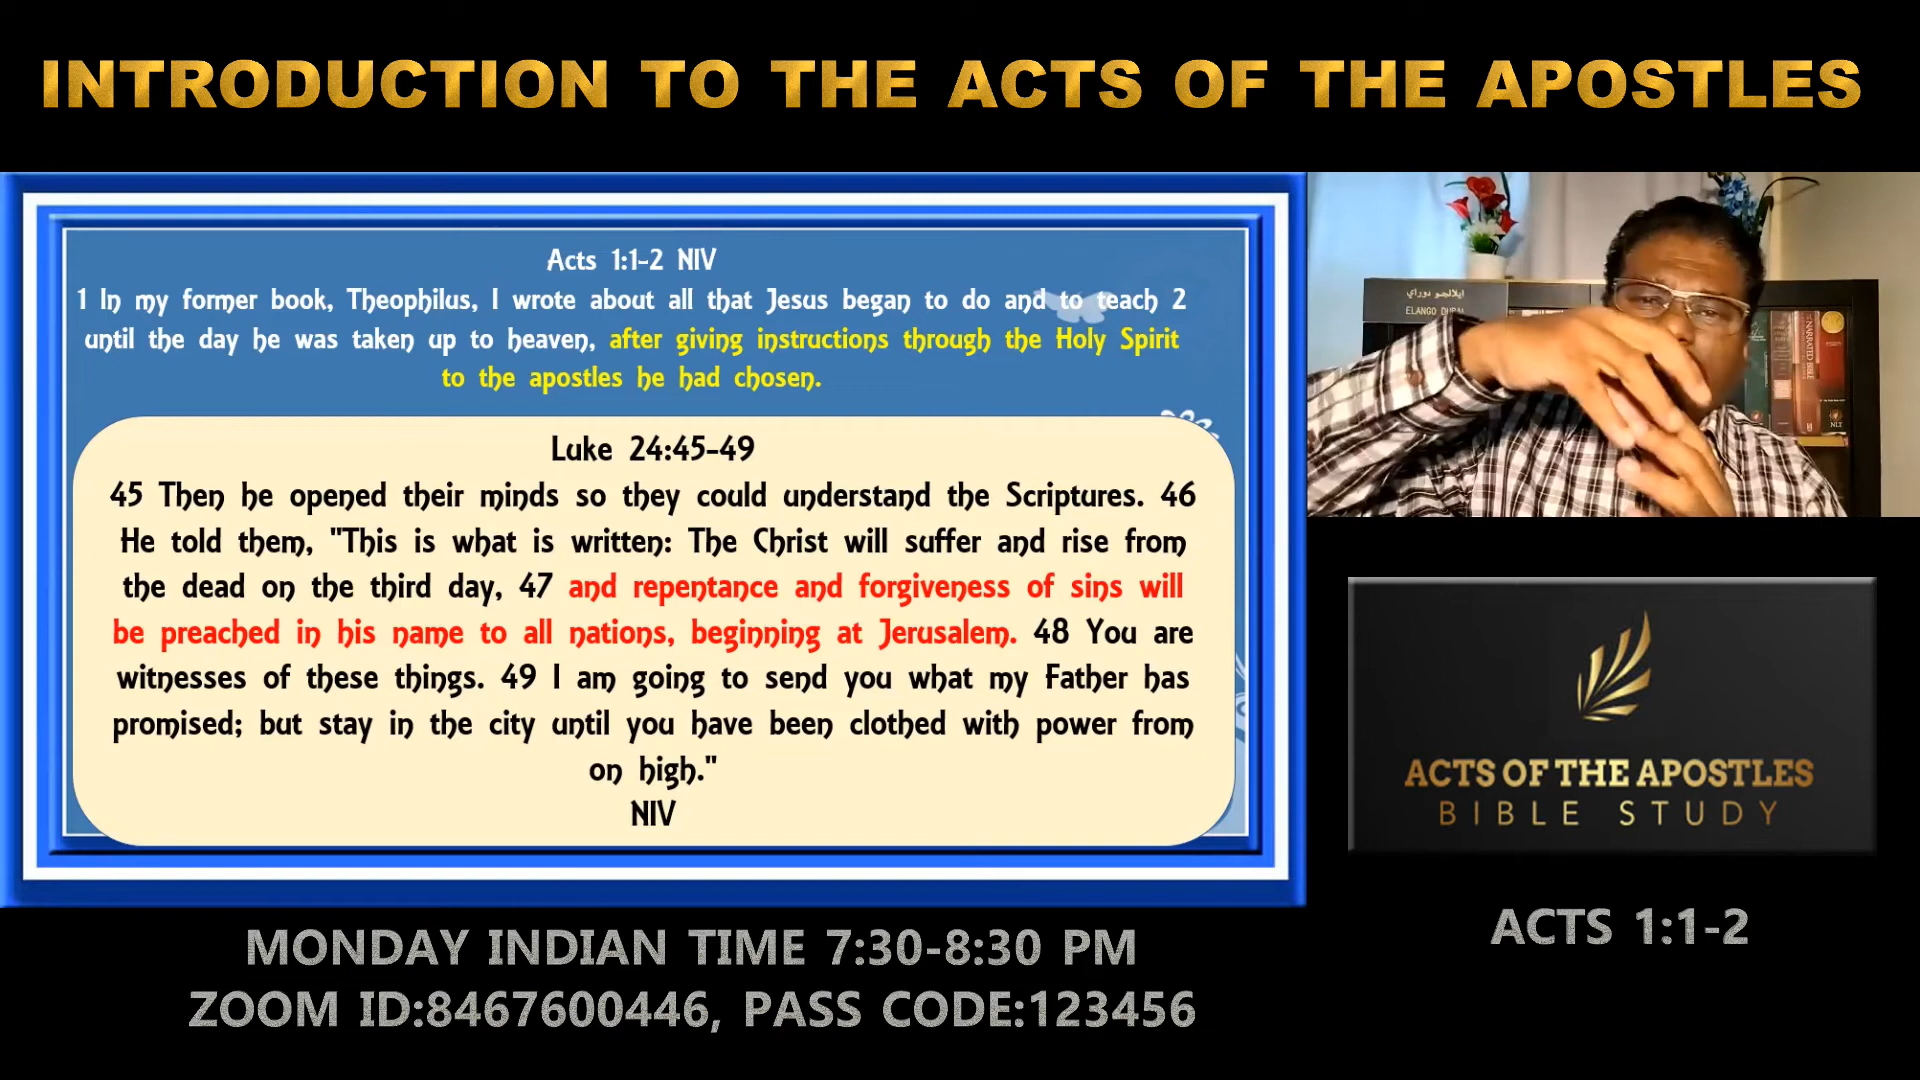 INTRODUCTION TO THE ACTS OF THE APOSTLES
Acts 1:1-2 NIV
1 In my former book, Theophilus, I wrote about all that Jesus began to do and to teach 2
until the day he was taken up to heaven, after giving instructions through the Holy Spirit
to the apostles he had chosen.
Luke 24:45-49
45 Then he opened their minds so they could understand the Scriptures. 46
He told them, "This is what is written: The Christ will suffer and rise from
the dead on the third day, 47 and repentance and forgiveness of sins will
be preached in his name to all nations, beginning at Jerusalem. 48 You are
witnesses of these things. 49 I am going to send you what my Father has
promised; but stay in the city until you have been clothed with power from
on high."
NIV
ELANGO
NARRATED BIBLE
NLT
ACTS OF THE APOSTLES
BIBLE STUDY
ACTS 1:1-2
MONDAY INDIAN TIME 7:30-8:30 PM
ZOOM ID:8467600446, PASS CODE:123456